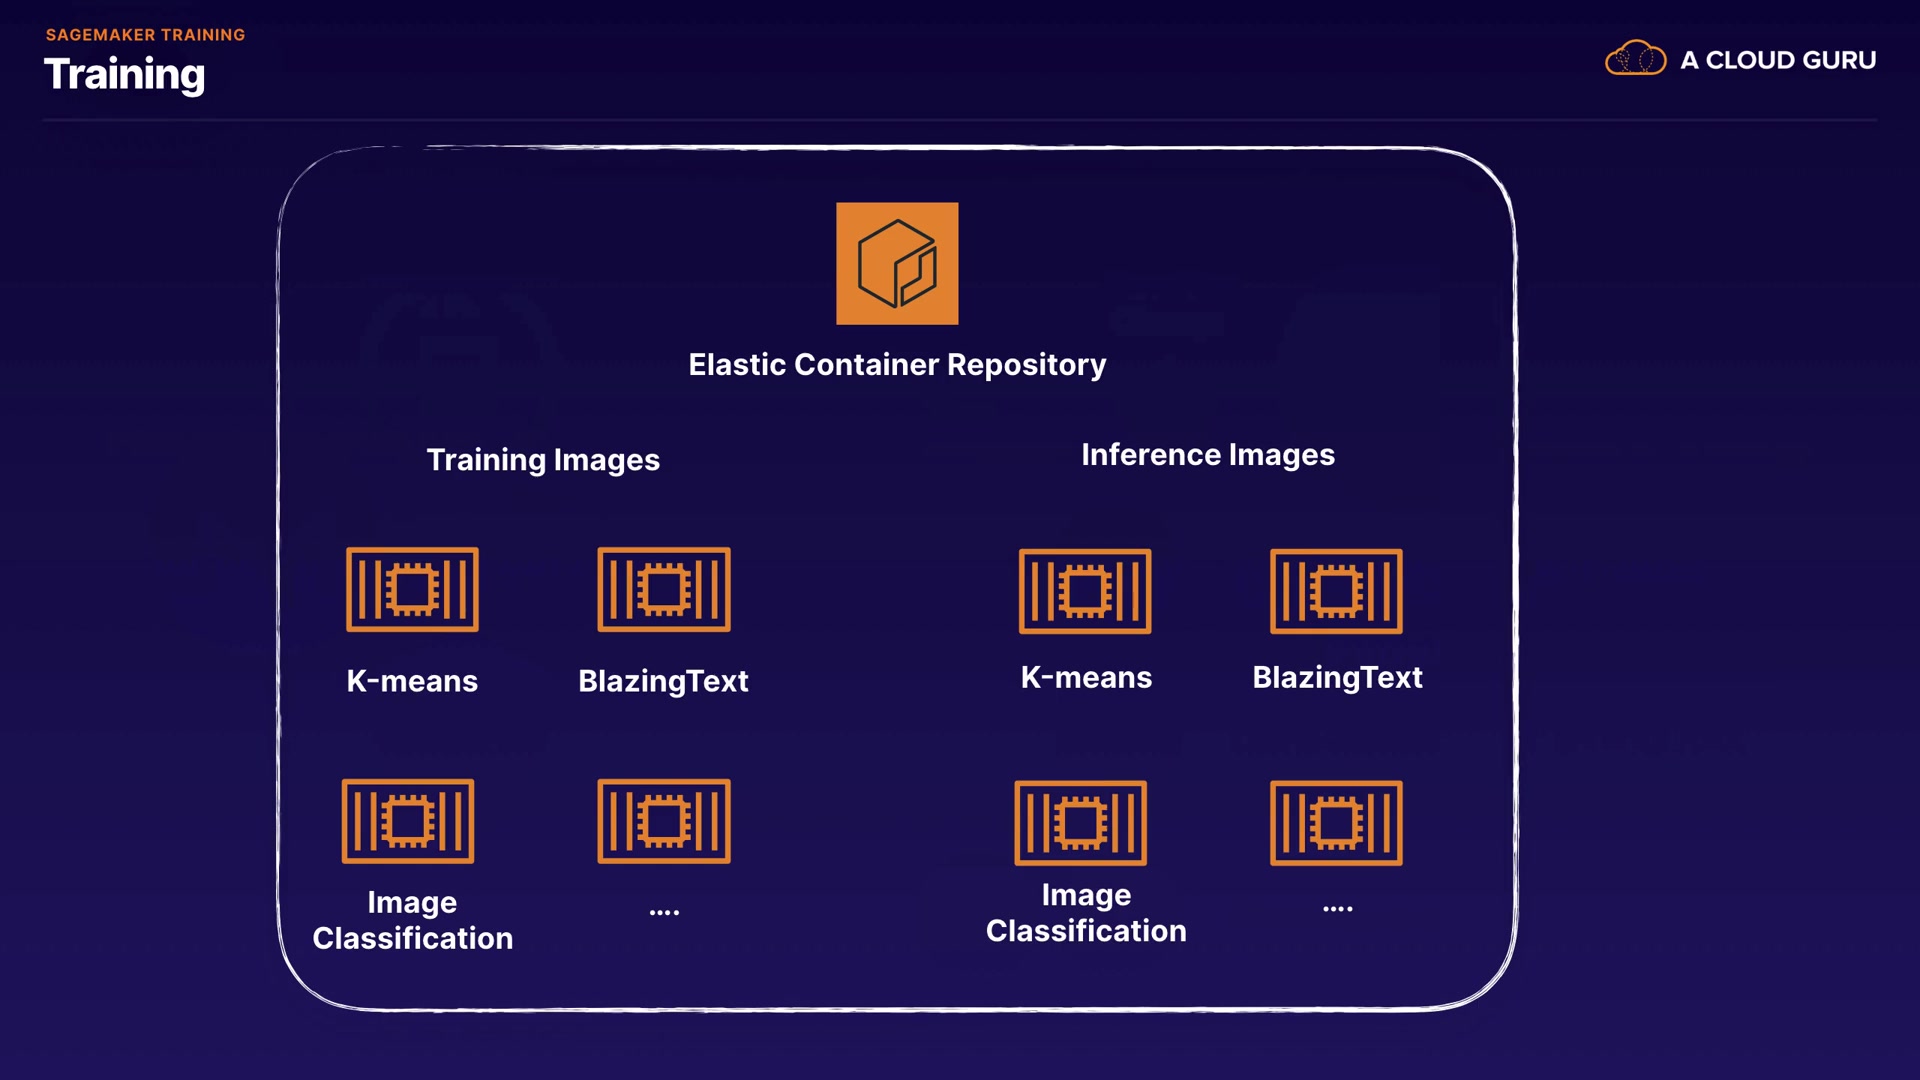 SAGEMAKER TRAINING
Training
A CLOUD GURU
Elastic Container Repository
Training Images
Inference Images
K-means
BlazingText
K-means
BlazingText
Image
Classification
....
Image
Classification
....